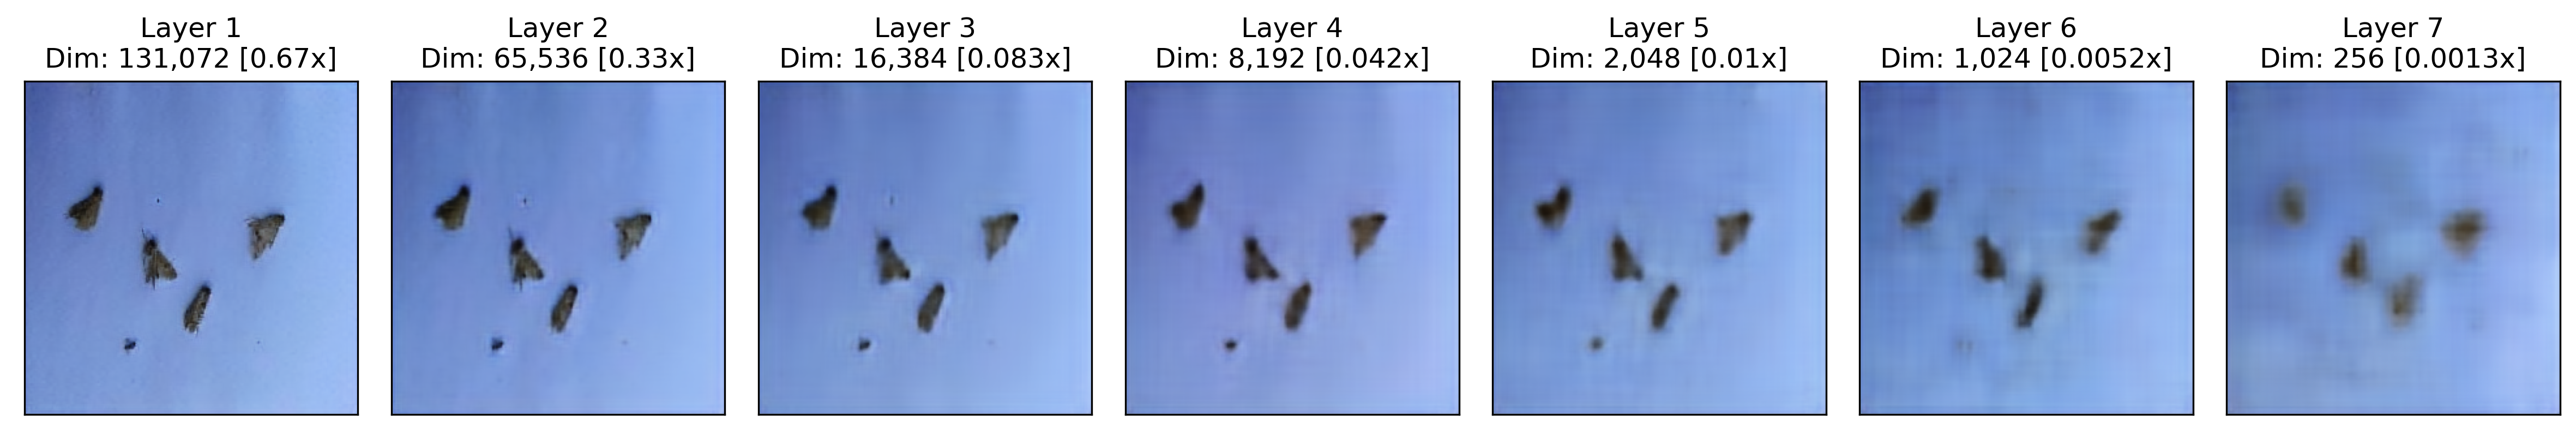 Layer 1
Dim: 131,072 [0.67x]
Layer 2
Dim: 65,536 [0.33x]
Layer 3
Dim: 16,384 [0.083x]
Layer 4
Dim: 8,192 [0.042x]
Layer 5
Dim: 2,048 [0.01x]
Layer 6
Dim: 1,024 [0.0052x]
Layer 7
Dim: 256 [0.0013x]